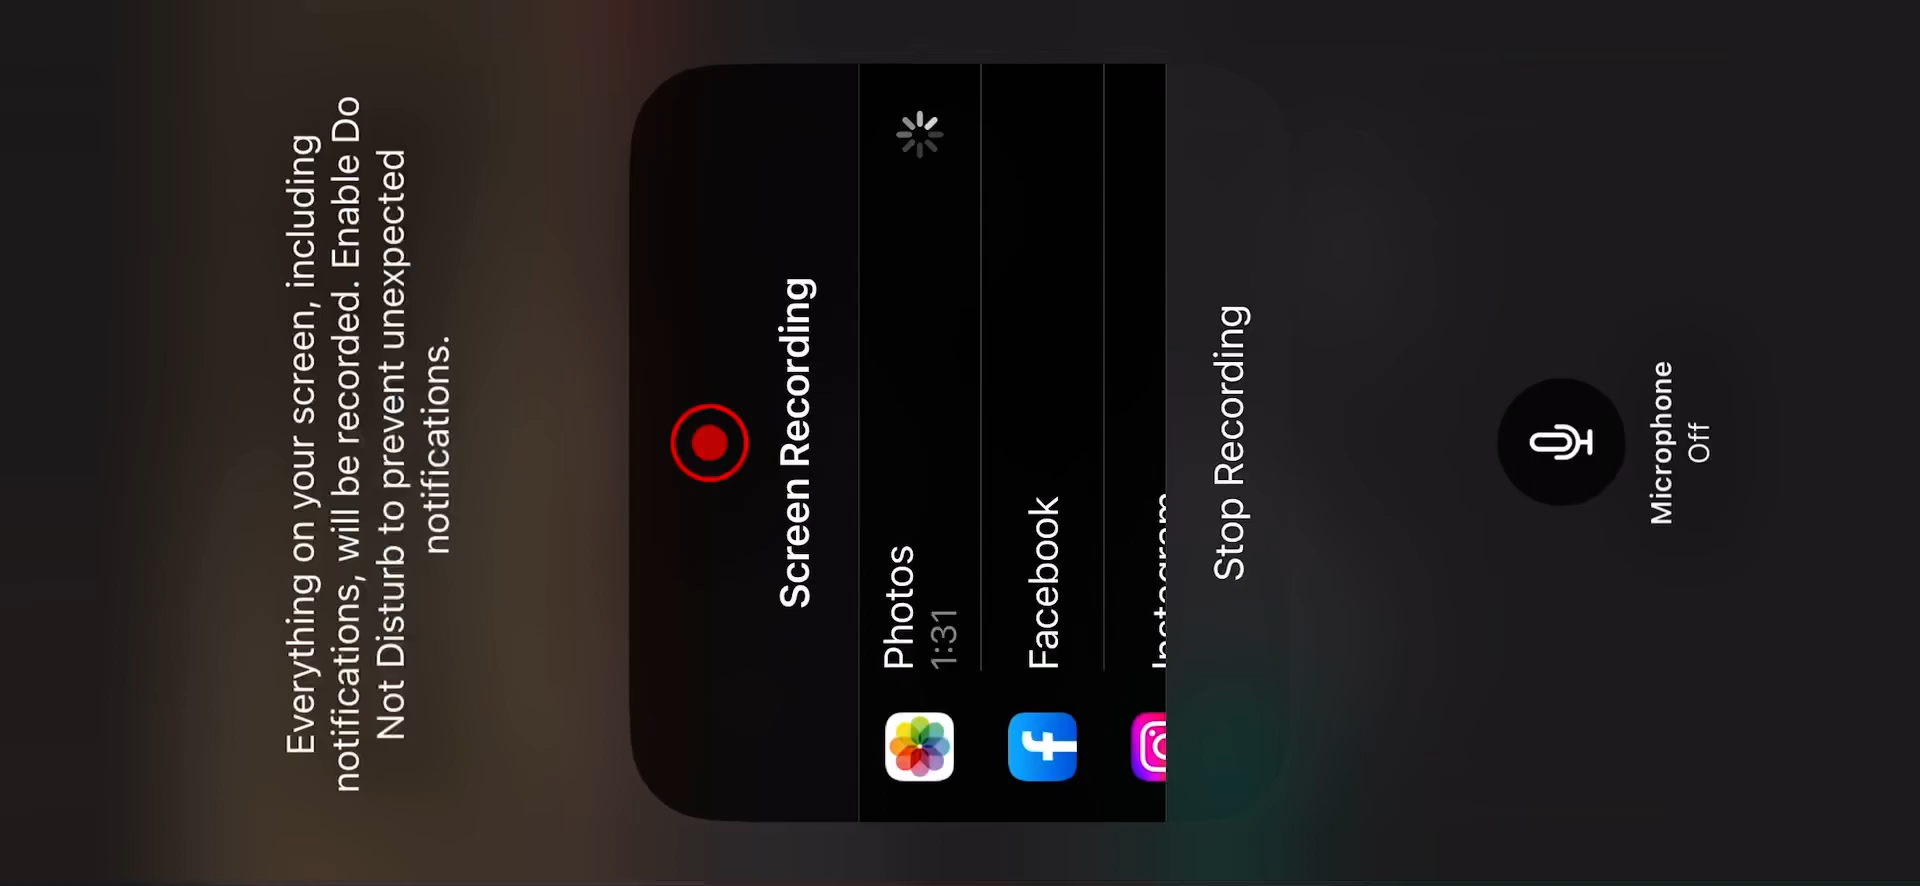 Everything on your screen, including
notifications, will be recorded. Enable Do
Not Disturb to prevent unexpected
notifications.
Screen Recording
Photos
1:31
Facebook
Instagram
Stop Recording
Microphone
Off